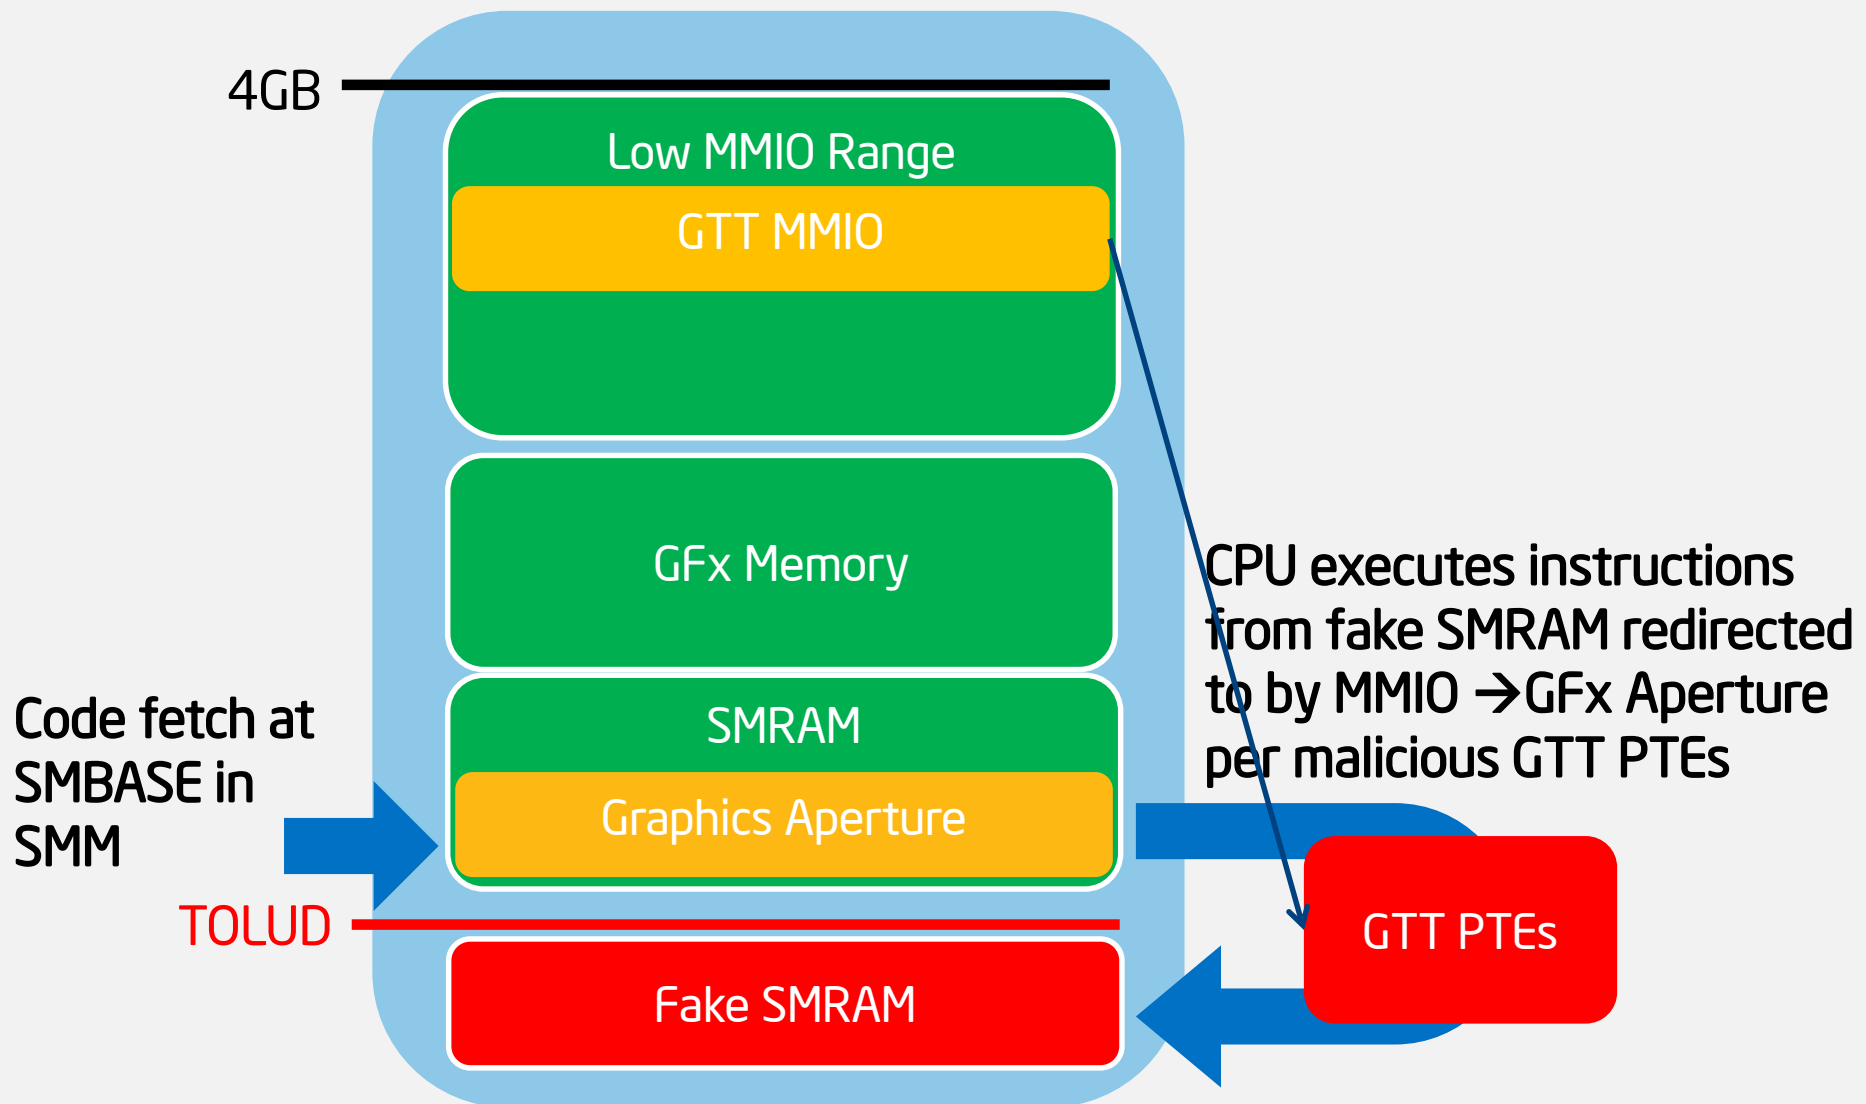 4GB
Low MMIO Range
GTT MMIO
GFx Memory
CPU executes instructions
from fake SMRAM redirected
to by MMIO →GFx Aperture
per malicious GTT PTEs
Code fetch at
SMBASE in
SMM
SMRAM
Graphics Aperture
TOLUD
GTT PTEs
Fake SMRAM